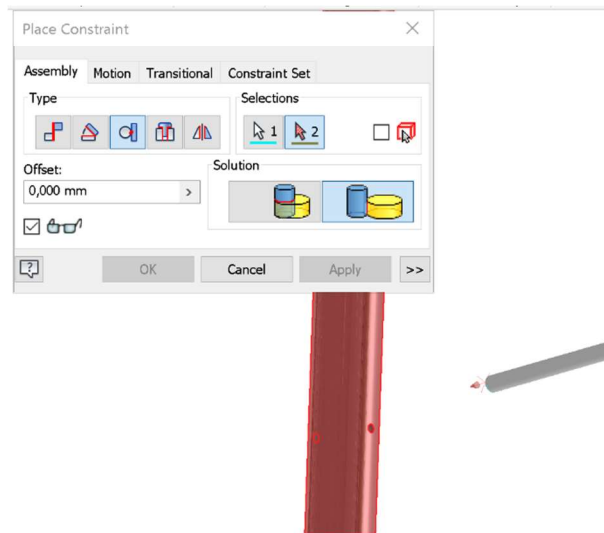 Place Constraint
Assembly Motion Transitional Constraint Set
Type
Selections
1 2
Offset:
Solution
0,000 mm >
? OK Cancel Apply >>